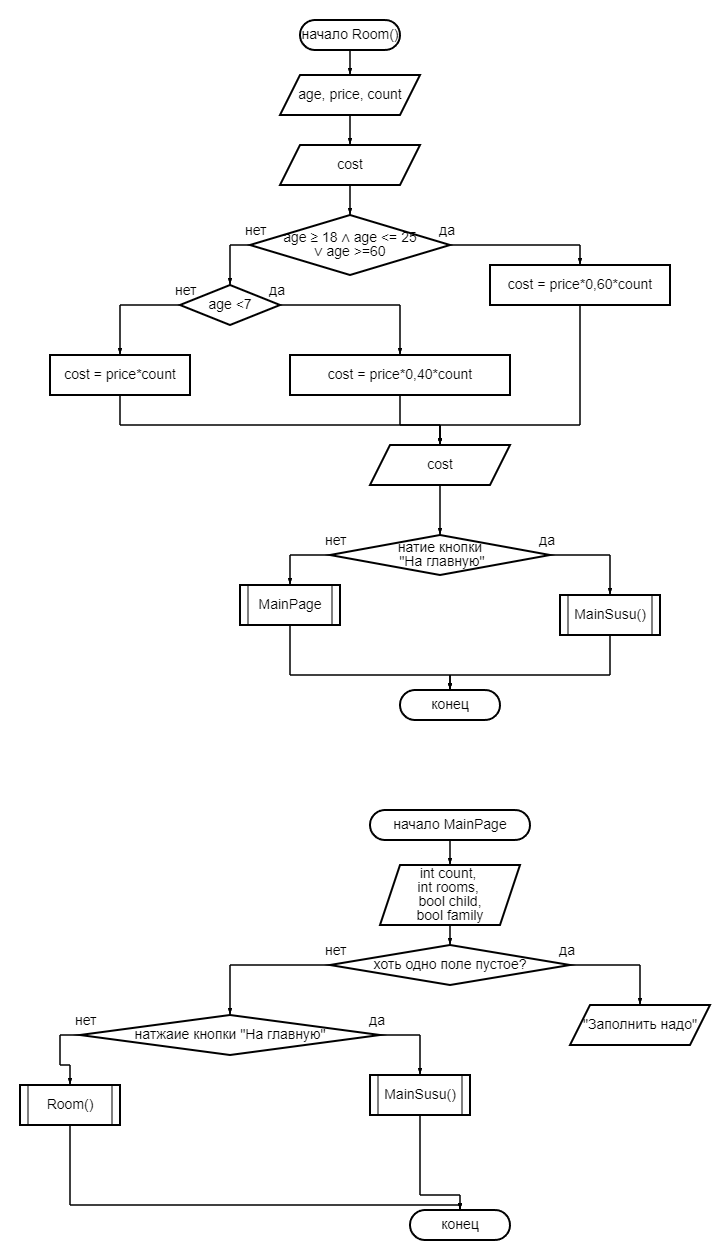 начало Room()
age, price, count
cost
нет
да
age ≥ 18 ∧ age <= 25
∨ age >=60
cost = price*0,60*count
нет
да
age <7
cost = price*count
cost = price*0,40*count
cost
нет
да
натие кнопки
"На главную"
MainPage
MainSusu()
конец
начало MainPage
int count,
int rooms,
bool child,
bool family
нет
да
хоть одно поле пустое?
"Заполнить надо"
нет
да
натжаие кнопки "На главную"
Room()
MainSusu()
конец